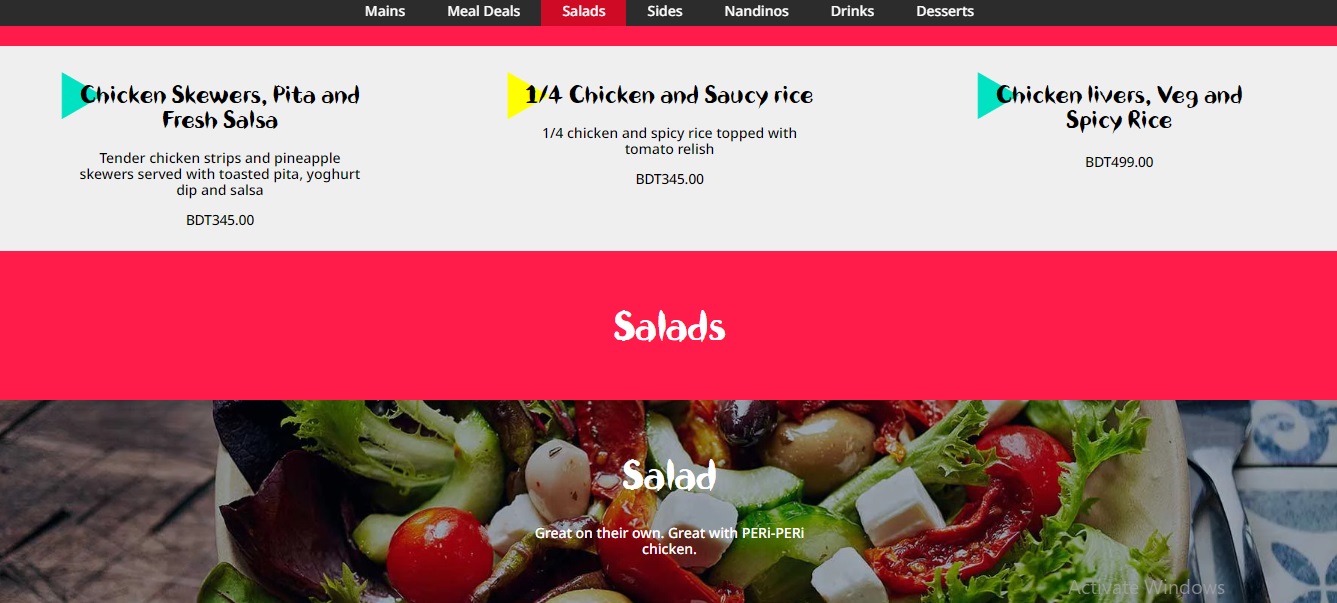 Mains Meal Deals Salads Sides Nandinos Drinks Desserts
Chicken Skewers, Pita and
Fresh Salsa
Tender chicken strips and pineapple
skewers served with toasted pita, yoghurt
dip and salsa
BDT345.00
1/4 Chicken and Saucy rice
1/4 chicken and spicy rice topped with
tomato relish
BDT345.00
Chicken livers, Veg and
Spicy Rice
BDT499.00
Salads
Salad
Great on their own. Great with PERi-PERi
chicken.
Activate Windows